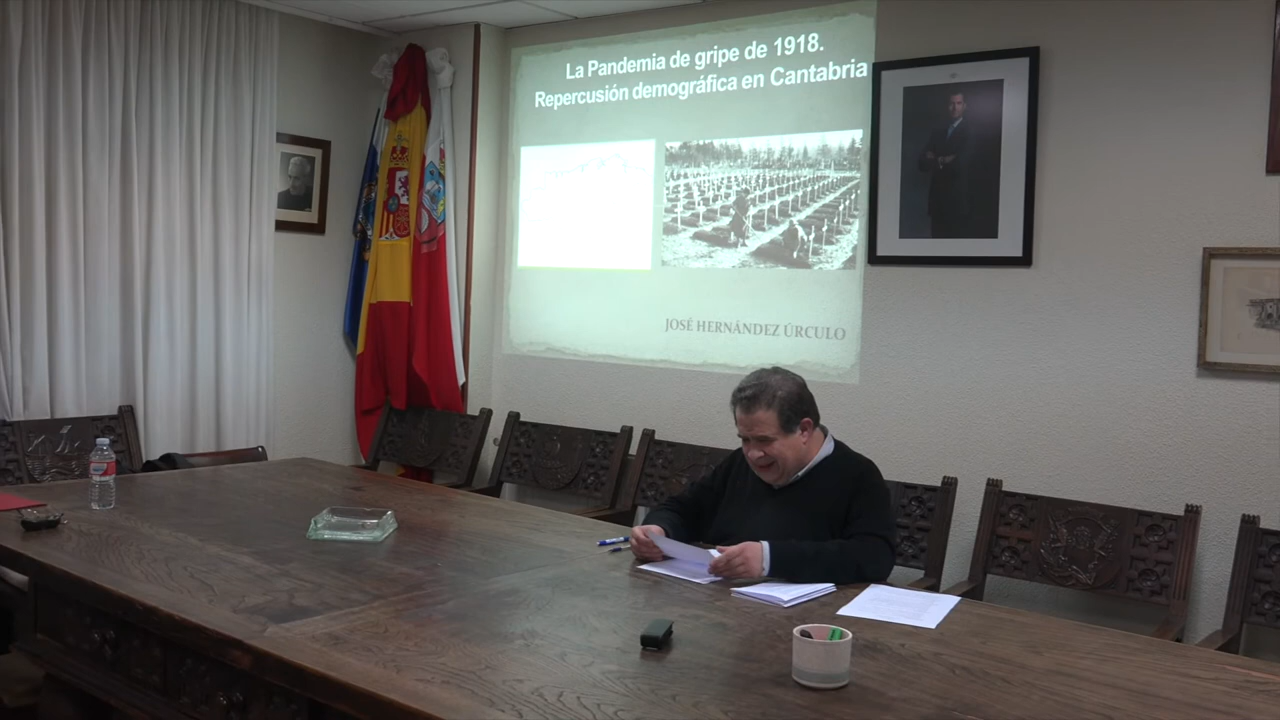 La Pandemia de gripe de 1918.
Repercusión demográfica en Cantabria
JOSÉ HERNÁNDEZ ÚRCULO